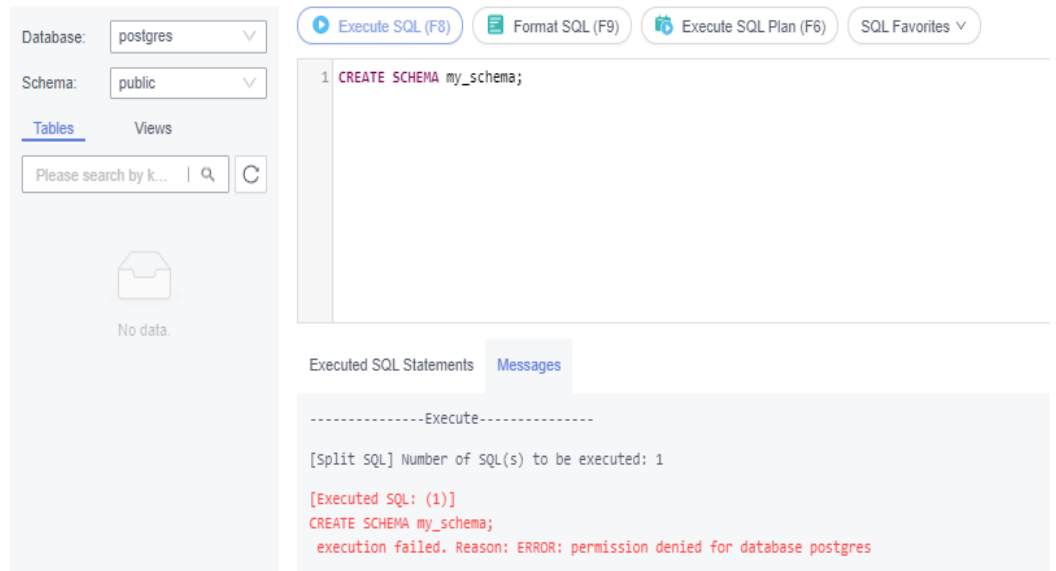 Database:
postgres
Schema:
public
Tables
Views
Please search by k...
No data.
Execute SQL (F8)
Format SQL (F9)
Execute SQL Plan (F6)
SQL Favorites
1 CREATE SCHEMA my_schema;
Executed SQL Statements
Messages
---------------Execute---------------
[Split SQL] Number of SQL(s) to be executed: 1
[Executed SQL: (1)]
CREATE SCHEMA my_schema;
execution failed. Reason: ERROR: permission denied for database postgres